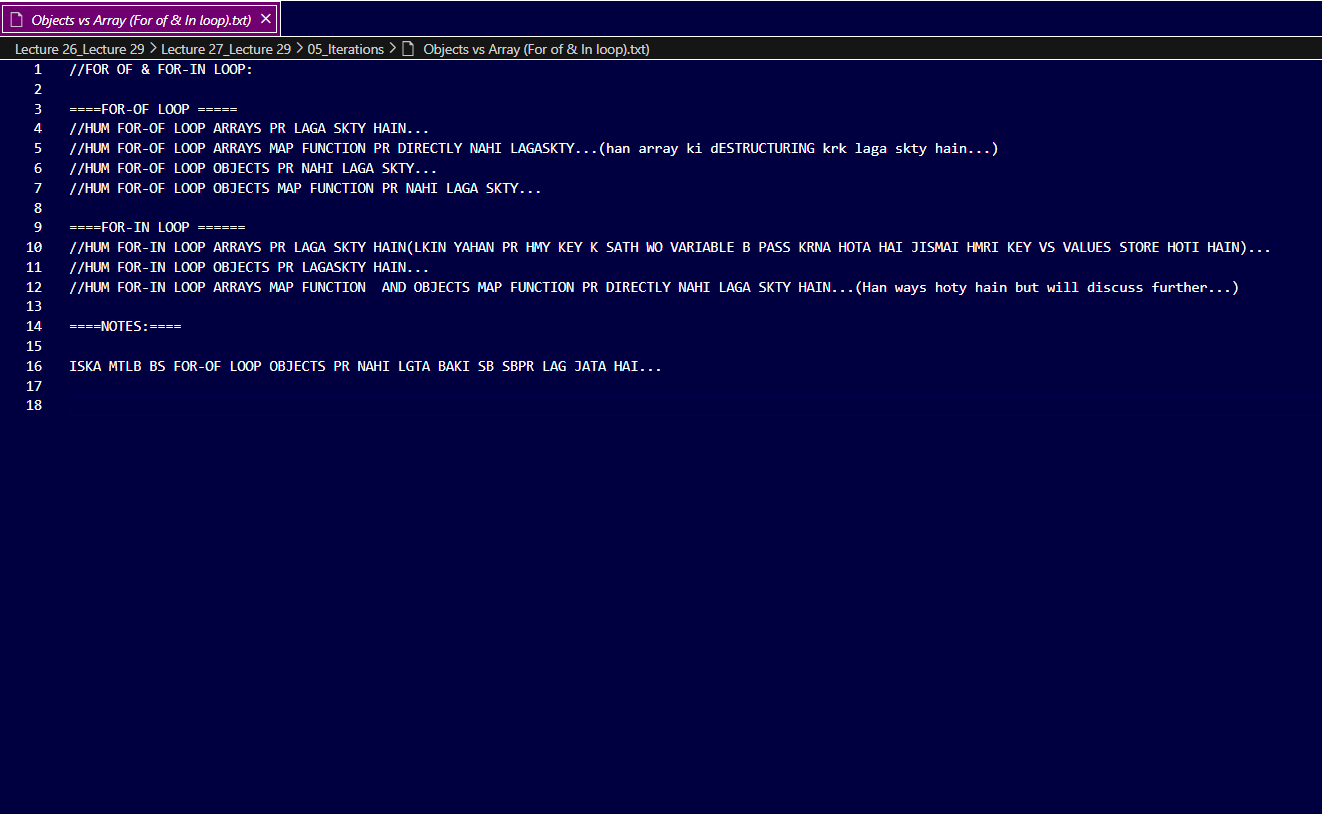 Objects vs Array (For of & In loop).txt)
Lecture 26_Lecture 29 > Lecture 27_Lecture 29 > 05_Iterations > Objects vs Array (For of & In loop).txt)
1 //FOR OF & FOR-IN LOOP:
2
3 ====FOR-OF LOOP =====
4 //HUM FOR-OF LOOP ARRAYS PR LAGA SKTY HAIN...
5 //HUM FOR-OF LOOP ARRAYS MAP FUNCTION PR DIRECTLY NAHI LAGASKTY...(han array ki dESTRUCTURING krk laga skty hain...)
6 //HUM FOR-OF LOOP OBJECTS PR NAHI LAGA SKTY...
7 //HUM FOR-OF LOOP OBJECTS MAP FUNCTION PR NAHI LAGA SKTY...
8
9 ====FOR-IN LOOP ======
10 //HUM FOR-IN LOOP ARRAYS PR LAGA SKTY HAIN(LKIN YAHAN PR HMY KEY K SATH WO VARIABLE B PASS KRNA HOTA HAI JISMAI HMRI KEY VS VALUES STORE HOTI HAIN)...
11 //HUM FOR-IN LOOP OBJECTS PR LAGASKTY HAIN...
12 //HUM FOR-IN LOOP ARRAYS MAP FUNCTION  AND OBJECTS MAP FUNCTION PR DIRECTLY NAHI LAGA SKTY HAIN...(Han ways hoty hain but will discuss further...)
13
14 ====NOTES:====
15
16 ISKA MTLB BS FOR-OF LOOP OBJECTS PR NAHI LGTA BAKI SB SBPR LAG JATA HAI...
17
18